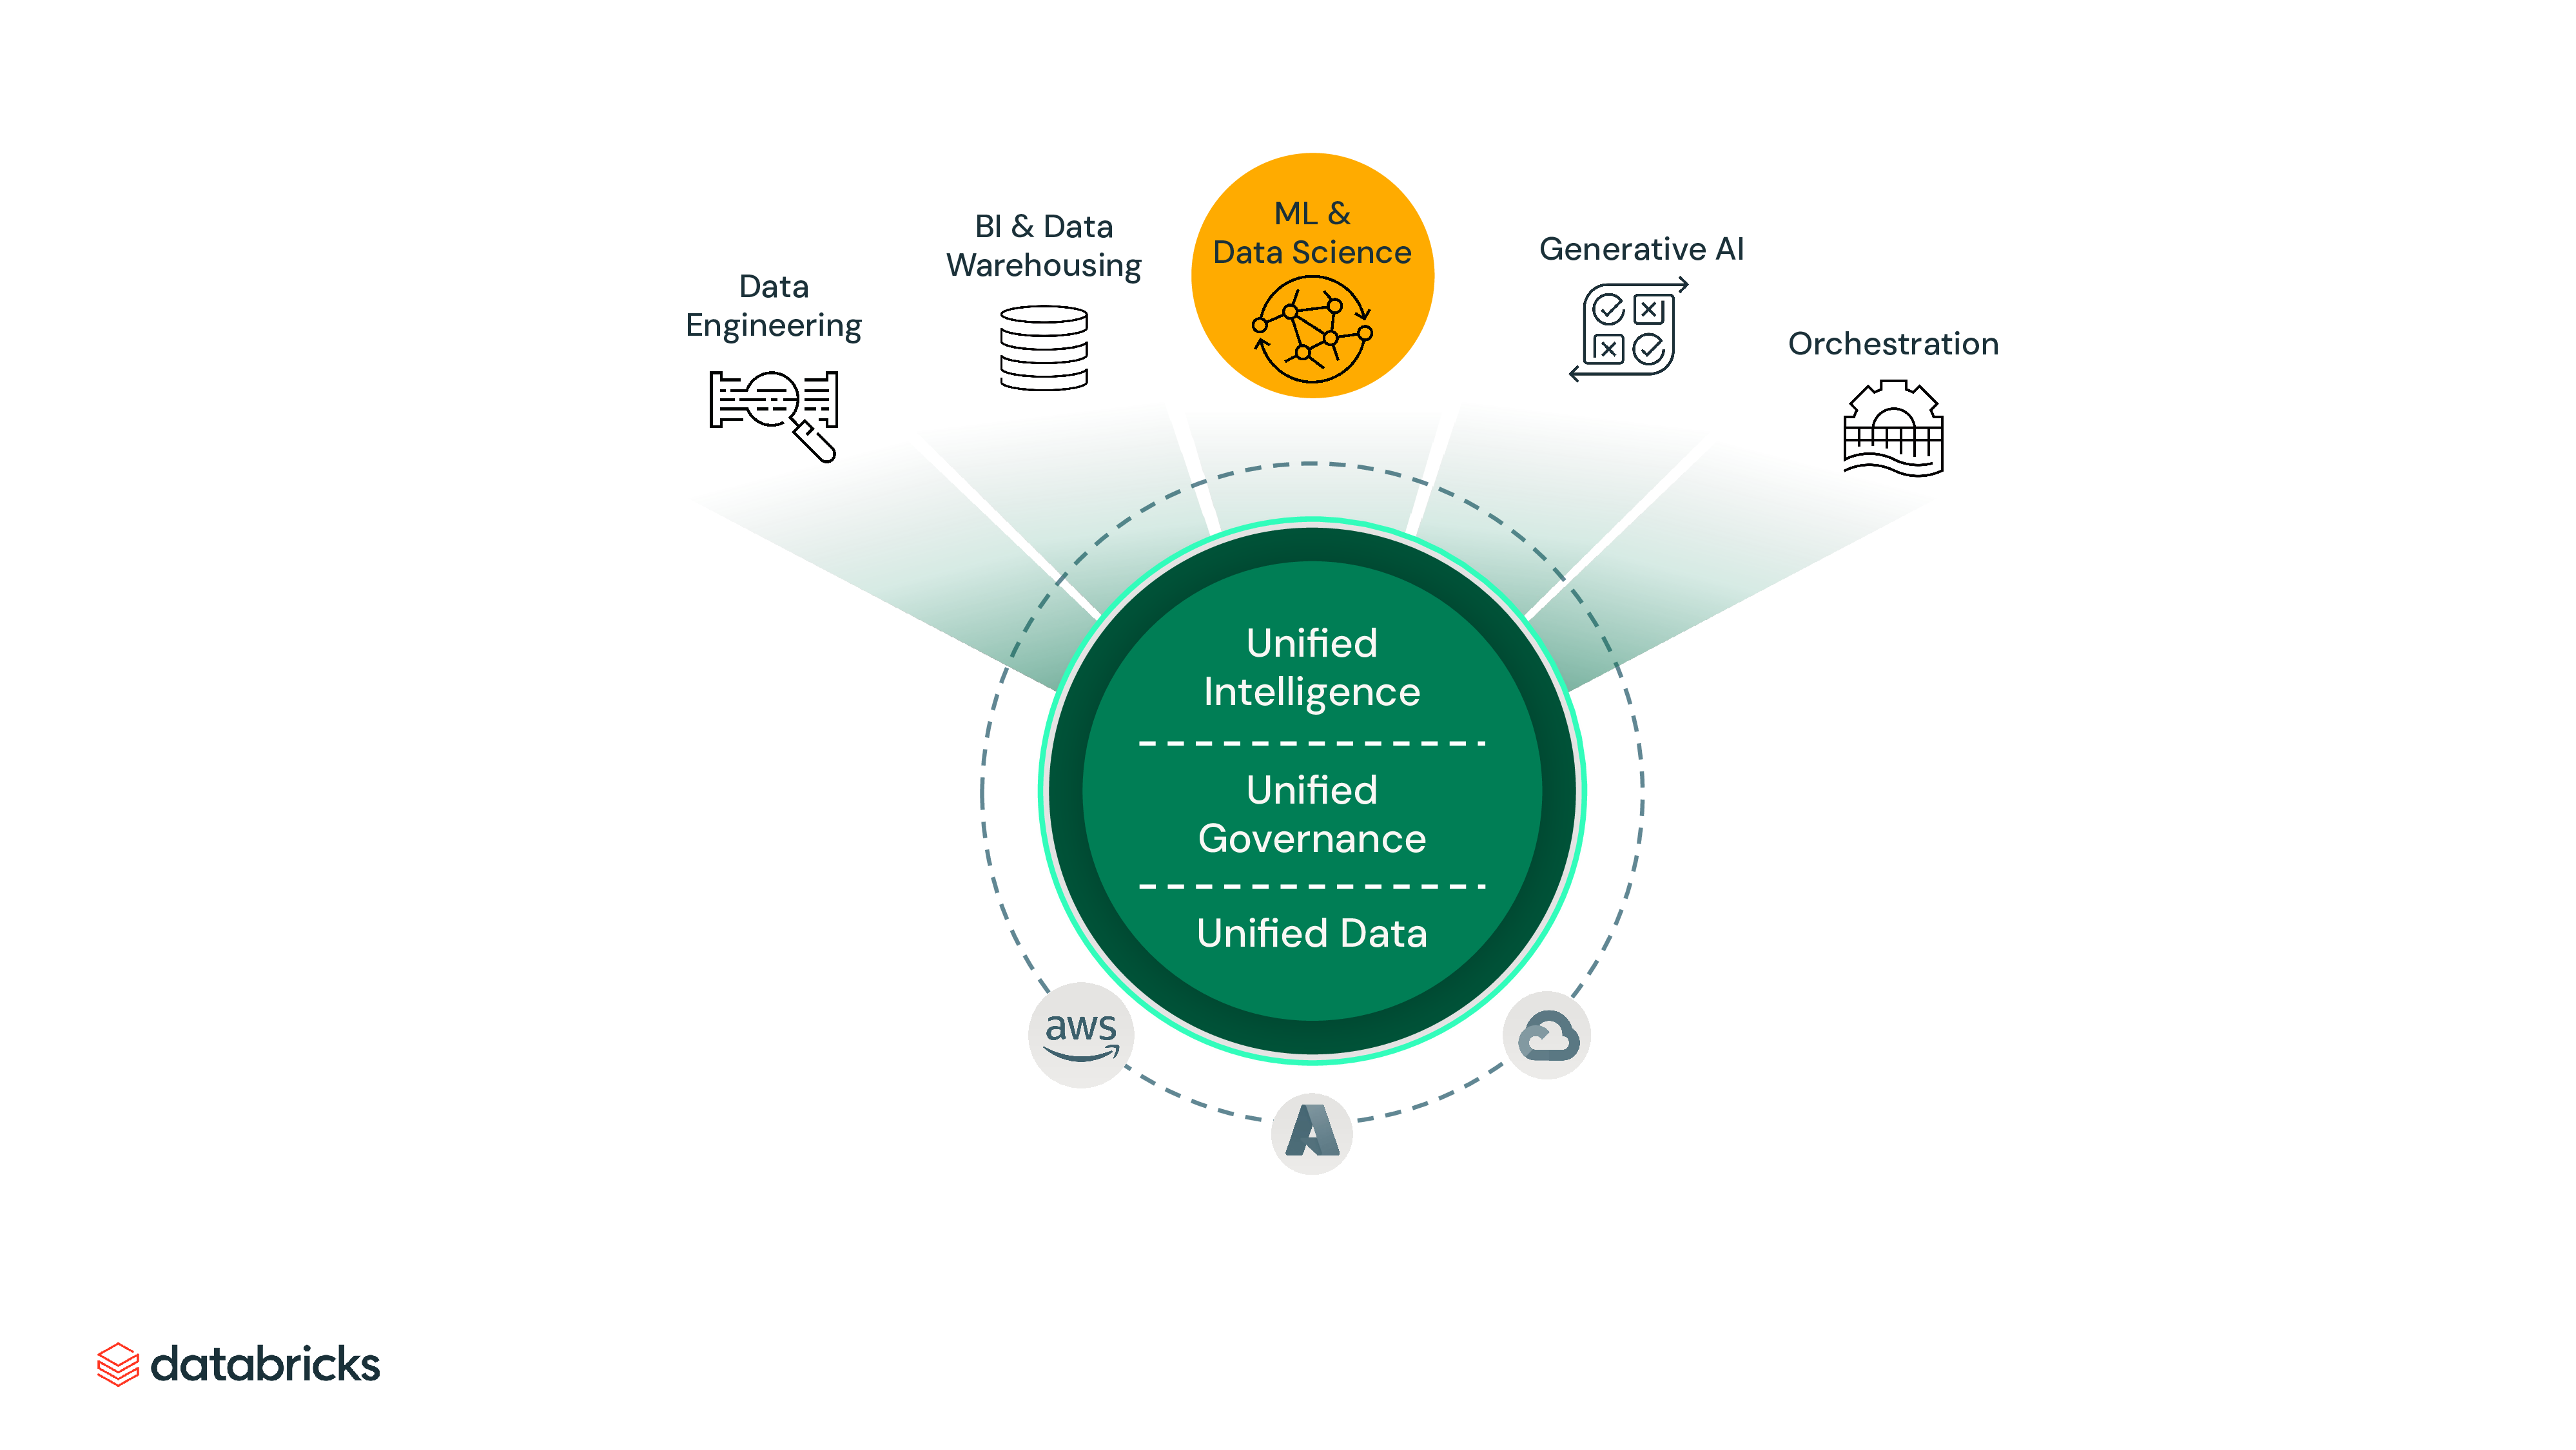 ML &
Data Science
BI & Data
Warehousing
Generative AI
Data
Engineering
Orchestration
Unified
Intelligence
Unified
Governance
Unified Data
aws
databricks